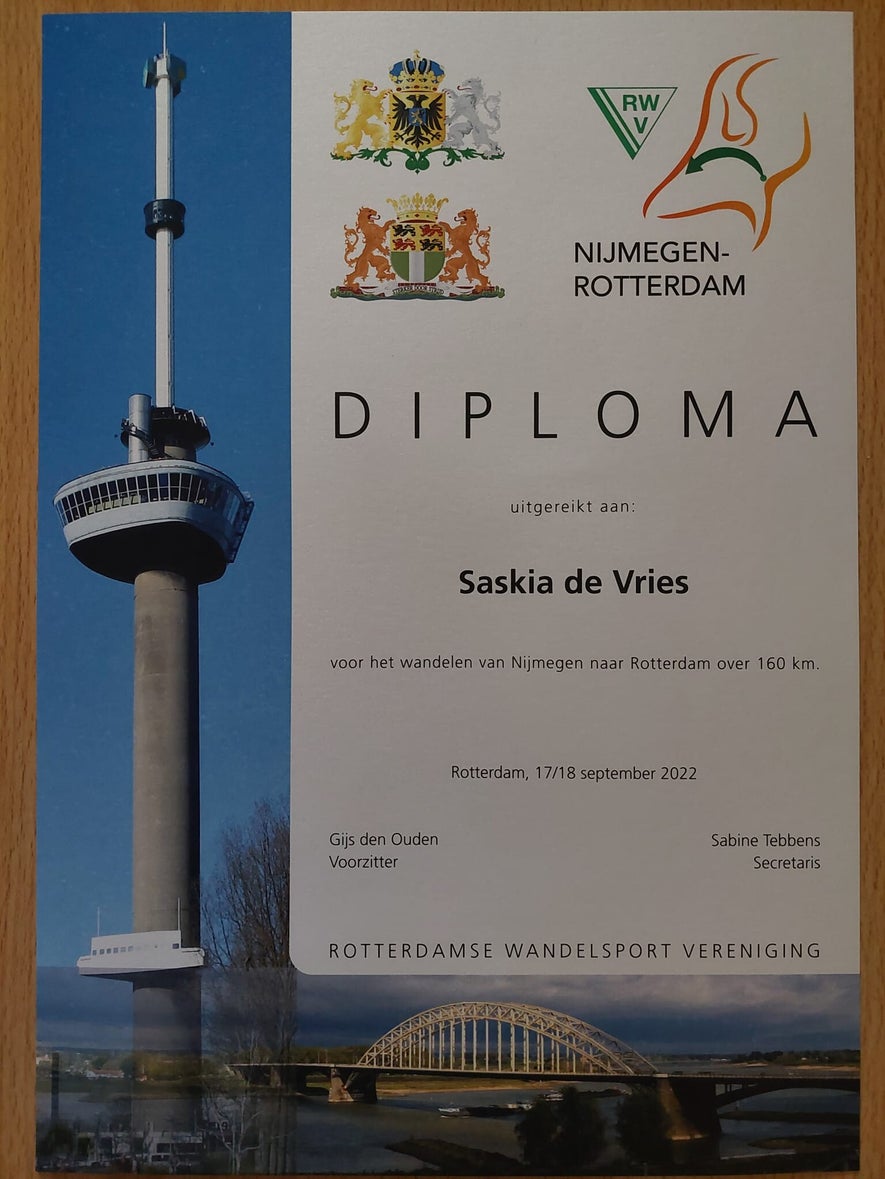 RW
V
NIJMEGEN-
ROTTERDAM
DIPLOMA
uitgereikt aan:
Saskia de Vries
voor het wandelen van Nijmegen naar Rotterdam over 160 km.
Rotterdam, 17/18 september 2022
Gijs den Ouden
Voorzitter
Sabine Tebbens
Secretaris
ROTTERDAMSE WANDELSPORT VERENIGING